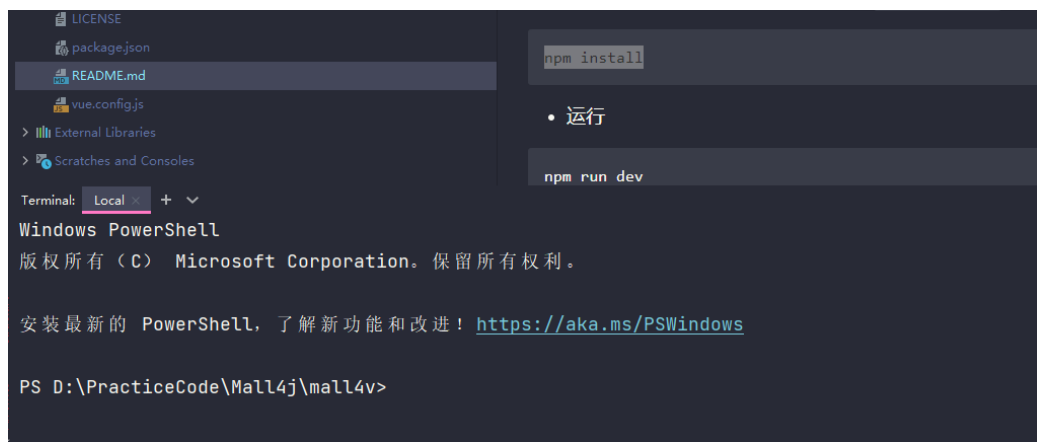 LICENSE
package.json
README.md
vue.config.js
External Libraries
Scratches and Consoles
npm install
• 运行
npm run dev
Terminal: Local × +
Windows PowerShell
版权所有（C） Microsoft Corporation。保留所有权利。
安装最新的 PowerShell，了解新功能和改进！https://aka.ms/PSWindows
PS D:\PracticeCode\Mall4j\mall4v>